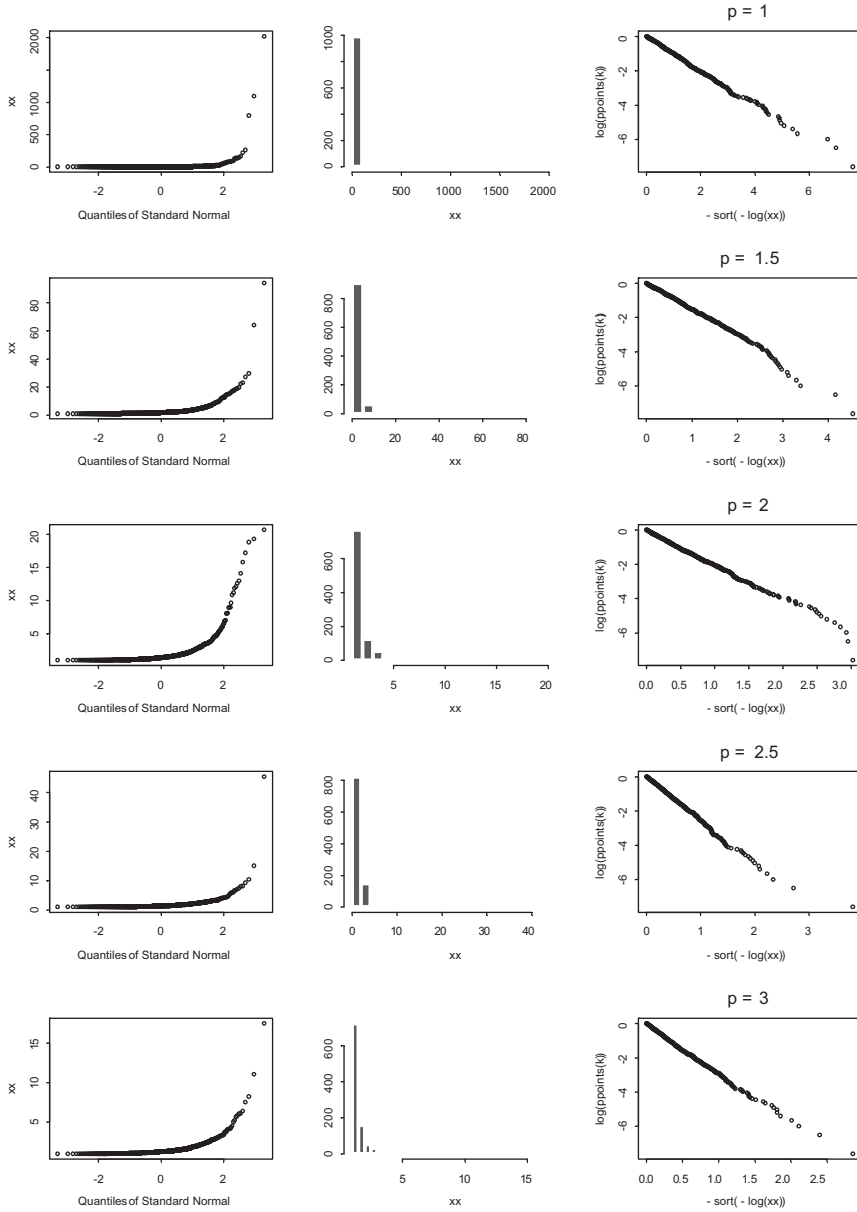 p = 1
xx
0 500 1000 2000
-2 0 2
Quantiles of Standard Normal
0 200 400 600 1000
0 500 1000 1500 2000
xx
log(ppoints(k))
-6 -4 -2 0
0 2 4 6
- sort( - log(xx))
p = 1.5
xx
0 20 40 60 80
-2 0 2
Quantiles of Standard Normal
0 200 400 600 800
0 20 40 60 80
xx
log(ppoints(k))
-6 -4 -2 0
0 1 2 3 4
- sort( - log(xx))
p = 2
xx
5 10 15 20
-2 0 2
Quantiles of Standard Normal
0 200 400 600
5 10 15 20
xx
log(ppoints(k))
-6 -4 -2 0
0.0 0.5 1.0 1.5 2.0 2.5 3.0
- sort( - log(xx))
p = 2.5
xx
0 10 20 30 40
-2 0 2
Quantiles of Standard Normal
0 200 400 600 800
0 10 20 30 40
xx
log(ppoints(k))
-6 -4 -2 0
0 1 2 3
- sort( - log(xx))
p = 3
xx
5 10 15
-2 0 2
Quantiles of Standard Normal
0 200 400 600
5 10 15
xx
log(ppoints(k))
-6 -4 -2 0
0.0 0.5 1.0 1.5 2.0 2.5
- sort( - log(xx))